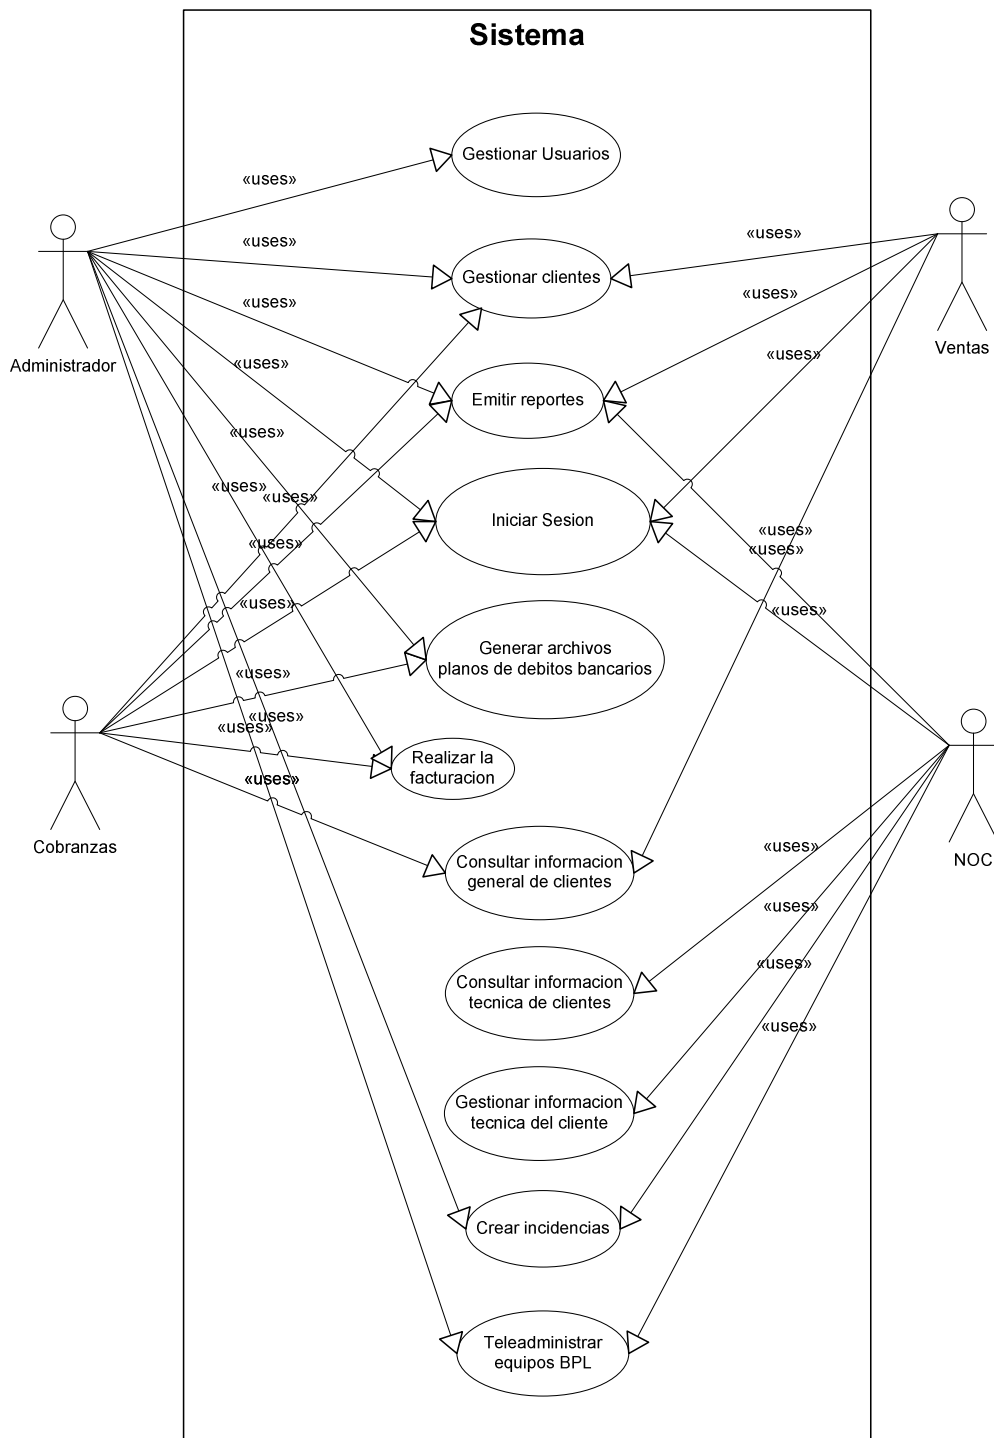 Sistema
Gestionar Usuarios
«uses»
«uses»
«uses»
Gestionar clientes
«uses»
«uses»
Ventas
«uses»
«uses»
Administrador
Emitir reportes
«uses»
«uses»
«uses»
Iniciar Sesion
«uses»
«uses»
«uses»
«uses»
«uses»
Generar archivos
planos de debitos bancarios
«uses»
«uses»
«uses»
Realizar la
facturacion
«uses»
«uses»
Cobranzas
«uses»
NOC
Consultar informacion
general de clientes
«uses»
«uses»
Consultar informacion
tecnica de clientes
«uses»
Gestionar informacion
tecnica del cliente
Crear incidencias
Teleadministrar
equipos BPL